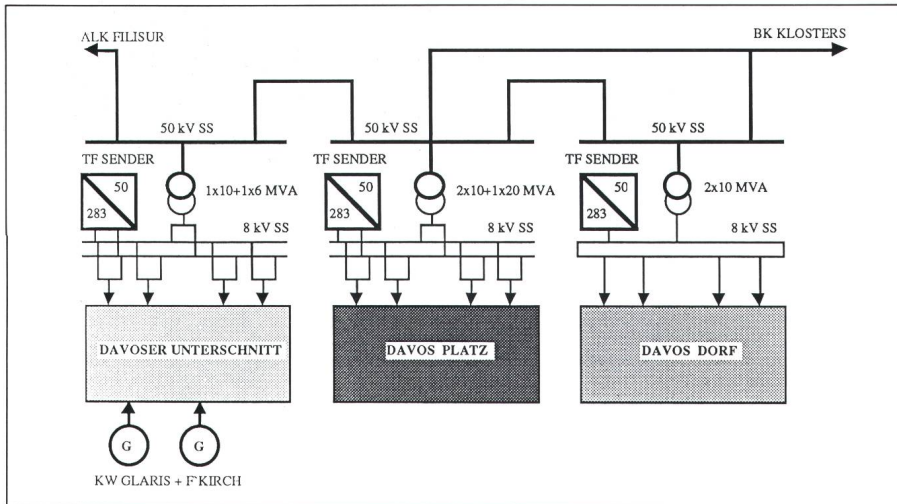 ALK FILISUR
BK KLOSTERS
50 kV SS
50 kV SS
50 kV SS
TF SENDER
TF SENDER
TF SENDER
50
283
1x10+1x6 MVA
50
283
2x10+1x20 MVA
50
283
2x10 MVA
8 kV SS
8 kV SS
8 kV SS
DAVOSER UNTERSCHNITT
DAVOS PLATZ
DAVOS DORF
G
G
KW GLARIS + F'KIRCH